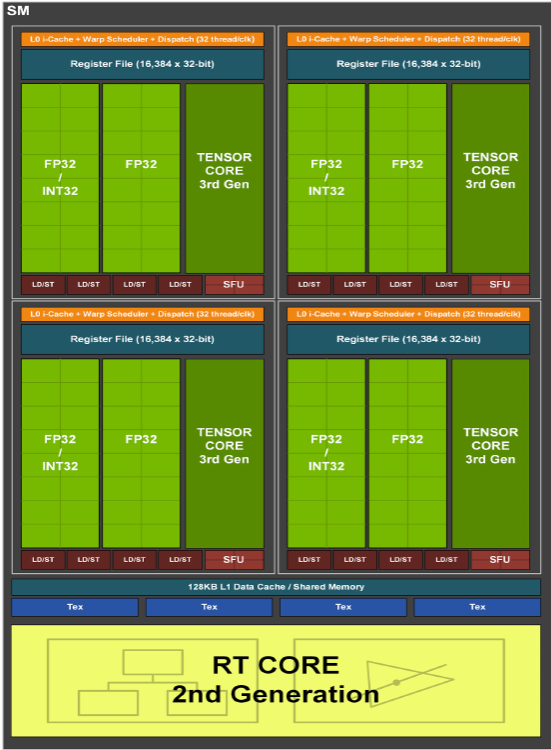 SM
L0 i-Cache + Warp Scheduler + Dispatch (32 thread/clk)
Register File (16,384 x 32-bit)
FP32
/
INT32
FP32
TENSOR
CORE
3rd Gen
LD/ST LD/ST LD/ST LD/ST SFU
L0 i-Cache + Warp Scheduler + Dispatch (32 thread/clk)
Register File (16,384 x 32-bit)
FP32
/
INT32
FP32
TENSOR
CORE
3rd Gen
LD/ST LD/ST LD/ST LD/ST SFU
L0 i-Cache + Warp Scheduler + Dispatch (32 thread/clk)
Register File (16,384 x 32-bit)
FP32
/
INT32
FP32
TENSOR
CORE
3rd Gen
LD/ST LD/ST LD/ST LD/ST SFU
L0 i-Cache + Warp Scheduler + Dispatch (32 thread/clk)
Register File (16,384 x 32-bit)
FP32
/
INT32
FP32
TENSOR
CORE
3rd Gen
LD/ST LD/ST LD/ST LD/ST SFU
128KB L1 Data Cache / Shared Memory
Tex Tex Tex Tex
RT CORE
2nd Generation